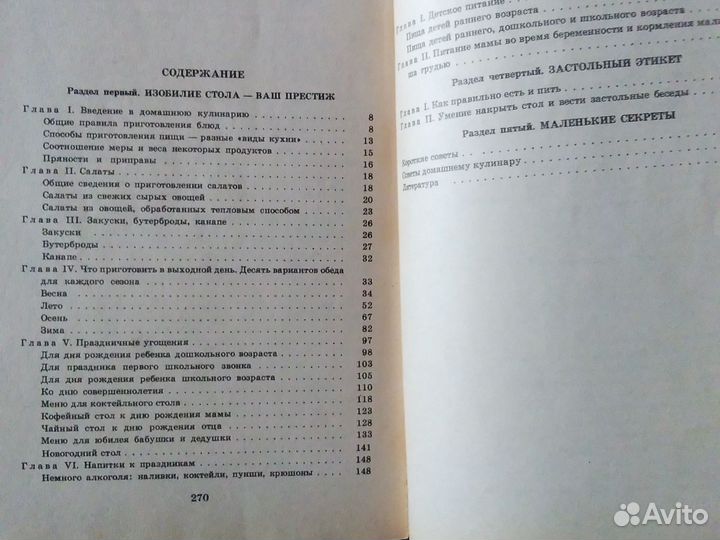 СОДЕРЖАНИЕ
Раздел первый. ИЗОБИЛИЕ СТОЛА — ВАШ ПРЕСТИЖ
Глава I. Введение в домашнюю кулинарию 8
Общие правила приготовления блюд 8
Способы приготовления пищи — разные «виды кухни» 13
Соотношение меры и веса некоторых продуктов 15
Пряности и приправы 16
Глава II. Салаты 18
Общие сведения о приготовлении салатов 18
Салаты из свежих сырых овощей 20
Салаты из овощей, обработанных тепловым способом 23
Глава III. Закуски, бутерброды, канапе 26
Закуски 26
Бутерброды 27
Канапе 32
Глава IV. Что приготовить в выходной день. Десять вариантов обеда
для каждого сезона 33
Весна 34
Лето 52
Осень 67
Зима 82
Глава V. Праздничные угощения 97
Для дня рождения ребенка дошкольного возраста 98
Для праздника первого школьного звонка 103
Для дня рождения ребенка школьного возраста 105
Ко дню совершеннолетия 110
Меню для коктейльного стола 118
Кофейный стол к дню рождения мамы 123
Чайный стол к дню рождения отца 128
Меню для юбилея бабушки и дедушки 133
Новогодний стол 141
Глава VI. Напитки к праздникам 148
Немного алкоголя: наливки, коктейли, пунши, крюшоны 148
270
Глава I. Детское питание
Пища детей раннего возраста
Пища детей раннего, дошкольного и школьного возраста
Глава II. Питание мамы во время беременности и кормления
ша грудью
Раздел четвертый. ЗАСТОЛЬНЫЙ ЭТИКЕТ
Глава I. Как правильно есть и пить
Глава II. Умение накрыть стол и вести застольные беседы
Раздел пятый. МАЛЕНЬКИЕ СЕКРЕТЫ
Короткие советы
Советы домашнему кулинару
Литература
Avito